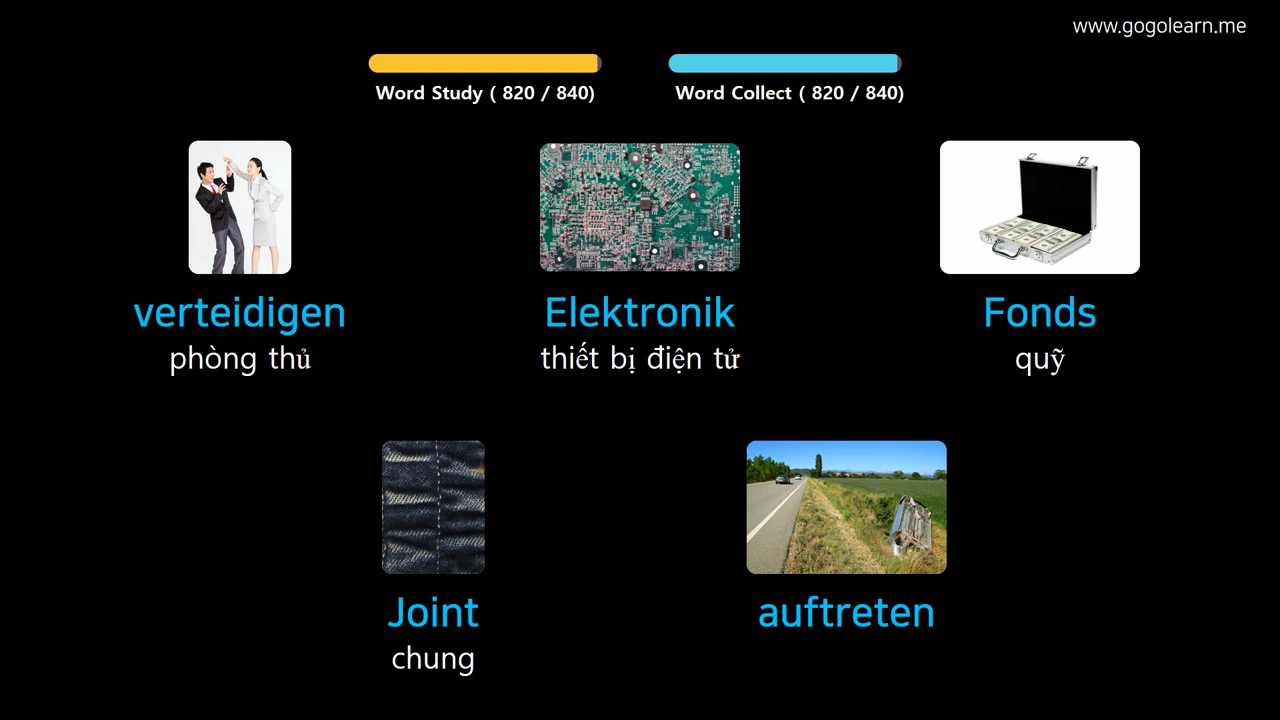 www.gogolearn.me
Word Study ( 820 / 840)
Word Collect ( 820 / 840)
verteidigen
phòng thủ
Elektronik
thiết bị điện tử
Fonds
quỹ
Joint
chung
auftreten